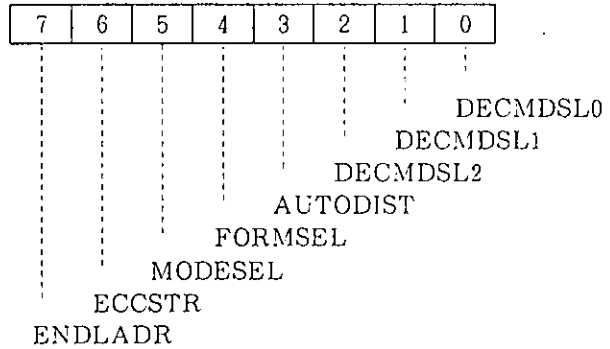 7 6 5 4 3 2 1 0
DECMDSL0
DECMDSL1
DECMDSL2
AUTODIST
FORMSEL
MODESEL
ECCSTR
ENDLADR